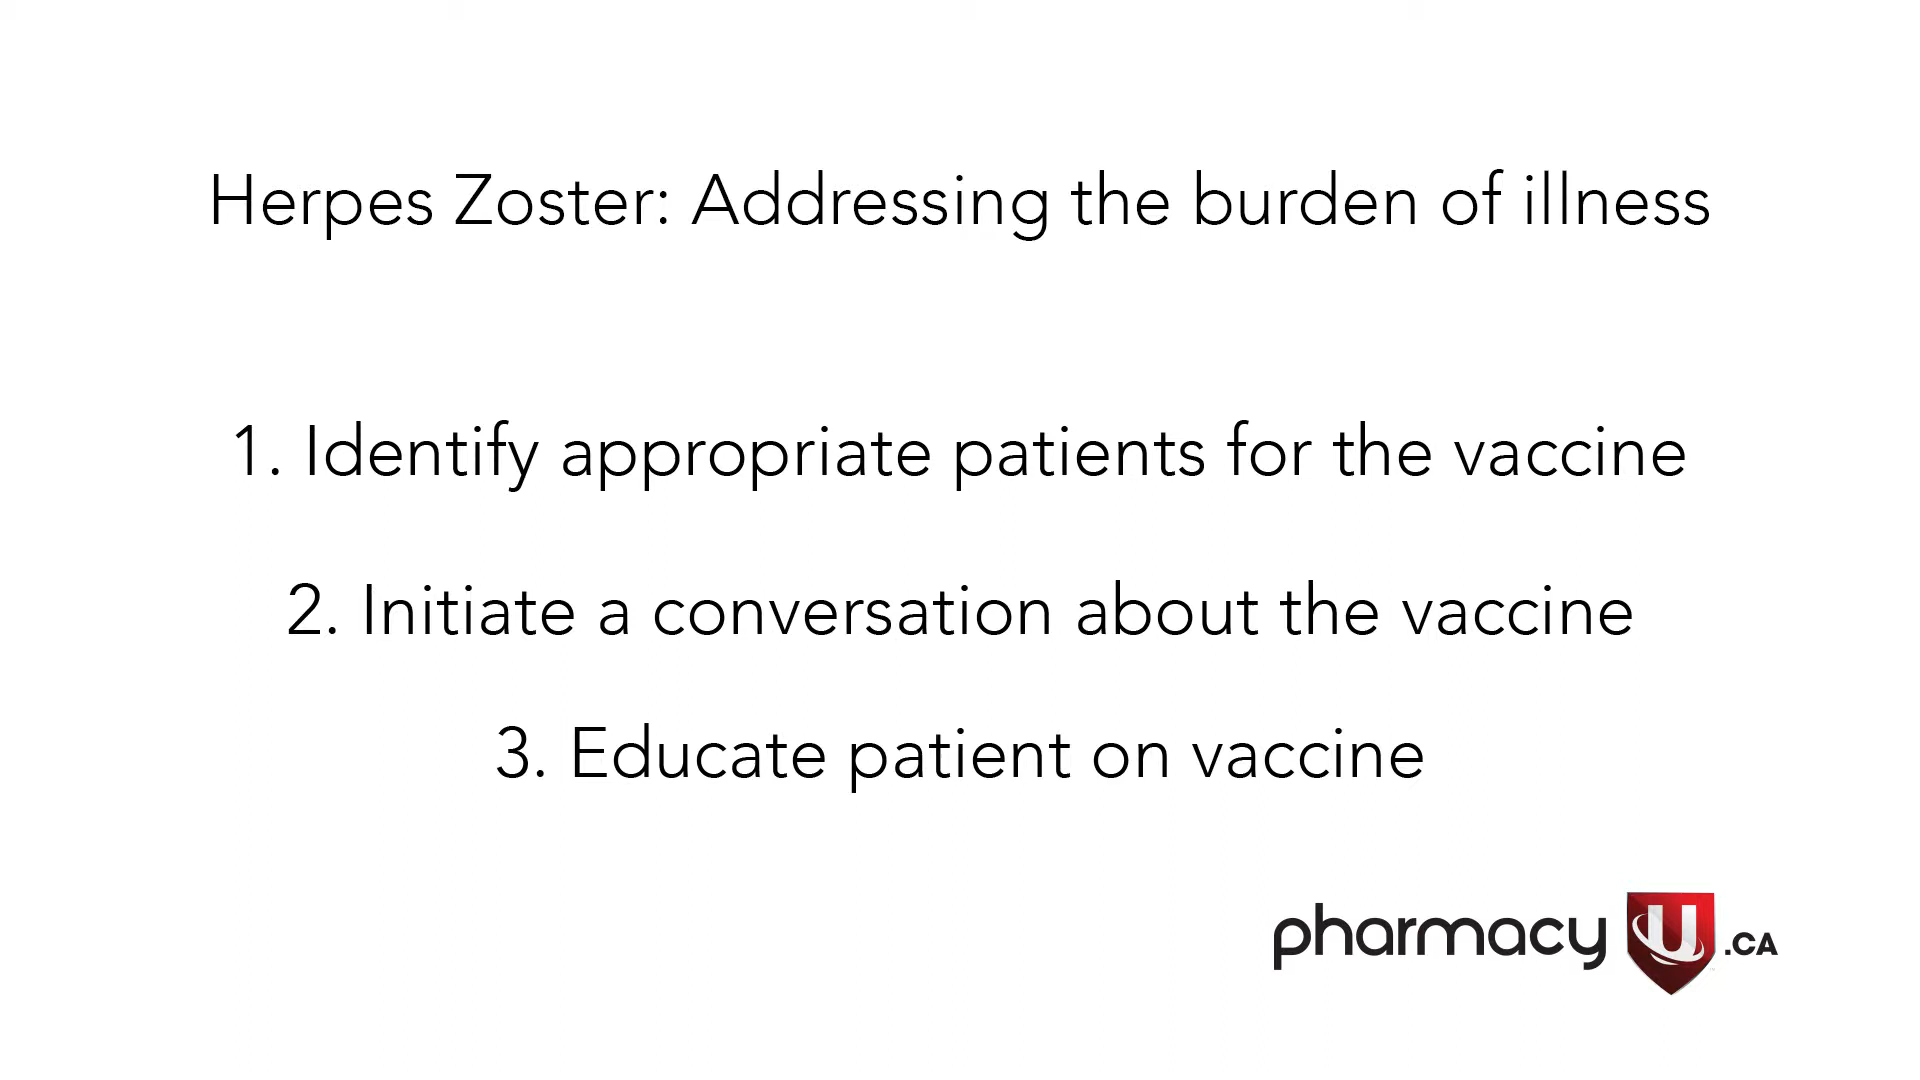 Herpes Zoster: Addressing the burden of illness
1. Identify appropriate patients for the vaccine
2. Initiate a conversation about the vaccine
3. Educate patient on vaccine
pharmacy U .CA